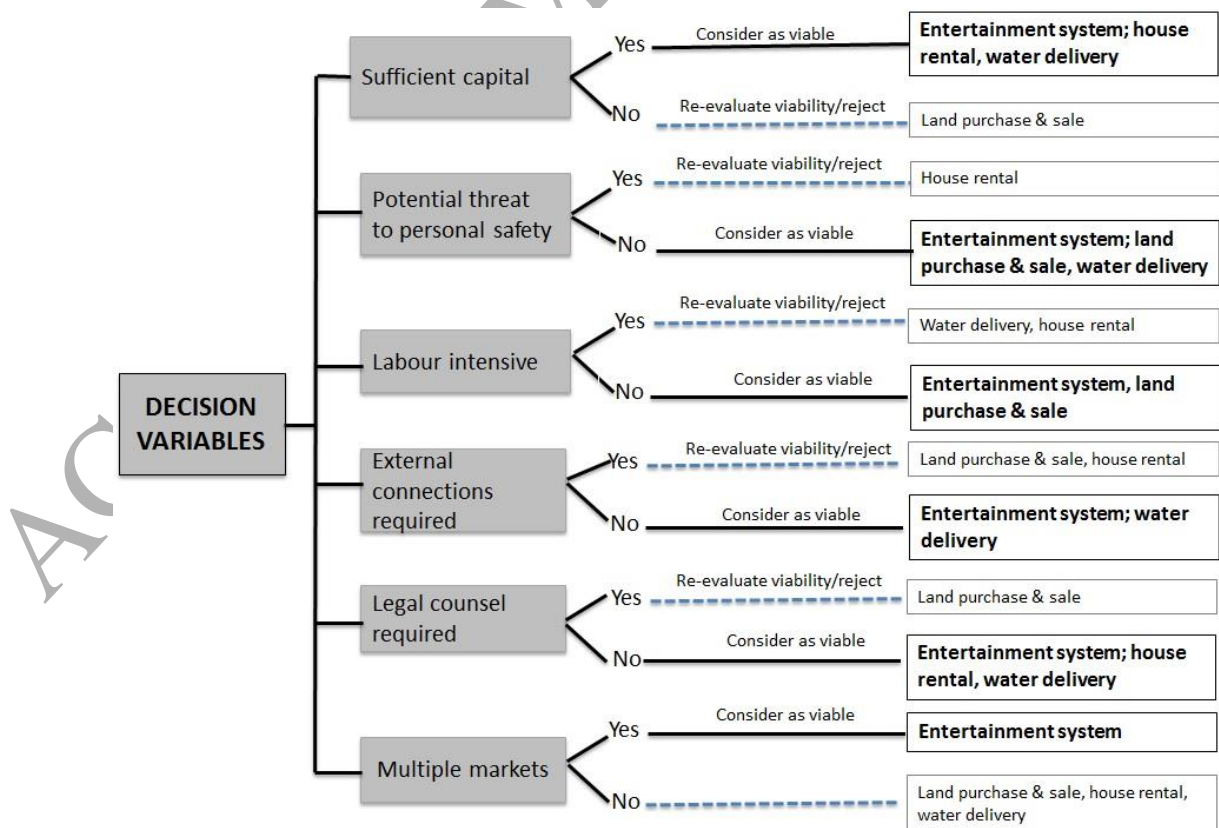 Sufficient capital
Yes
Consider as viable
Entertainment system; house
rental, water delivery
No
Re-evaluate viability/reject
Land purchase & sale
Potential threat
to personal safety
Yes
Re-evaluate viability/reject
House rental
No
Consider as viable
Entertainment system; land
purchase & sale, water delivery
Labour intensive
Yes
Re-evaluate viability/reject
Water delivery, house rental
No
Consider as viable
Entertainment system, land
purchase & sale
DECISION
VARIABLES
External
connections
required
Yes
Re-evaluate viability/reject
Land purchase & sale, house rental
No
Consider as viable
Entertainment system; water
delivery
Legal counsel
required
Yes
Re-evaluate viability/reject
Land purchase & sale
No
Consider as viable
Entertainment system; house
rental, water delivery
Multiple markets
Yes
Consider as viable
Entertainment system
No
Land purchase & sale, house rental,
water delivery
AC